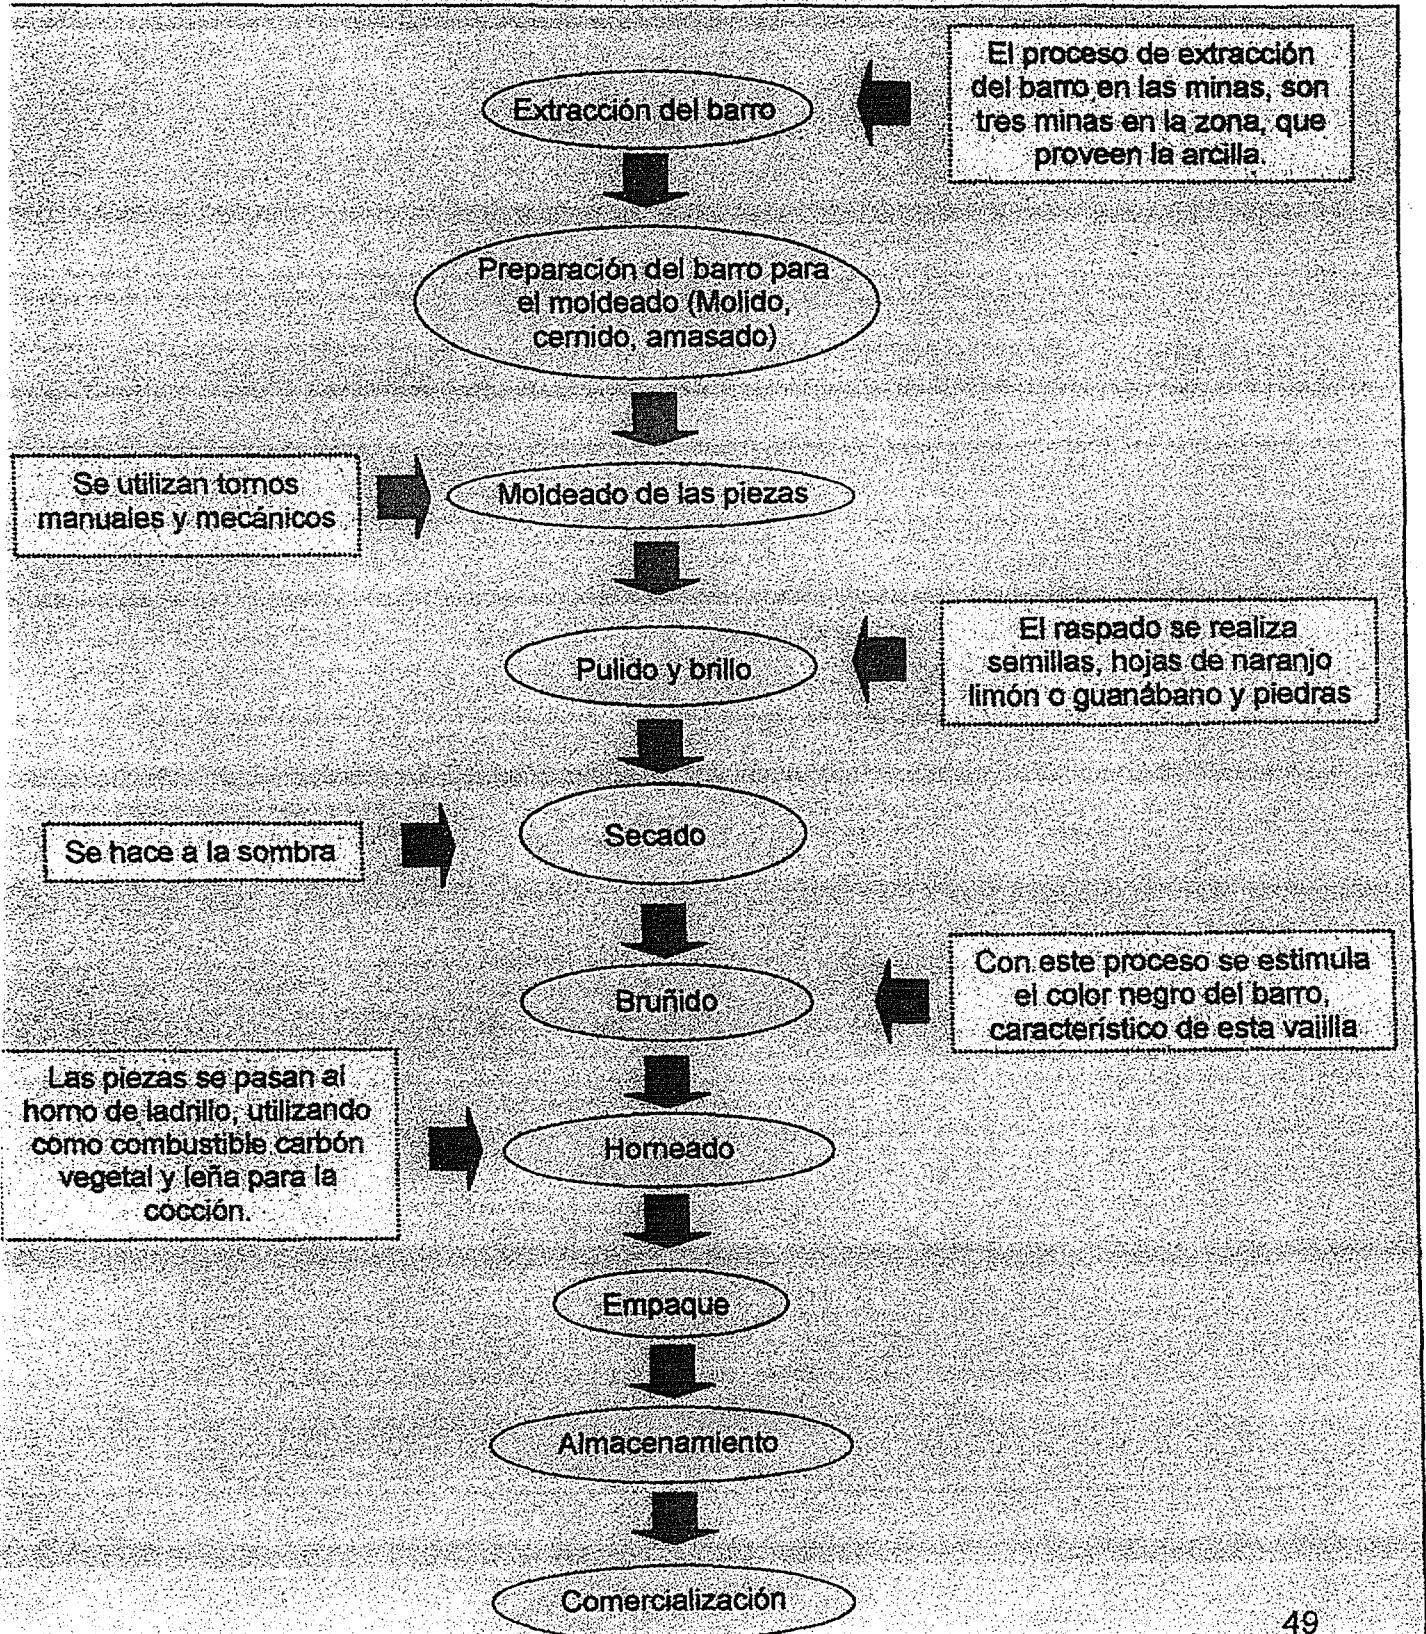 El proceso de extracción
del barro en las minas, son
tres minas en la zona, que
proveen la arcilla.
Extracción del barro
Preparación del barro para
el moldeado (Molido,
cernido, amasado)
Se utilizan tornos
manuales y mecánicos
Moldeado de las piezas
El raspado se realiza
semillas, hojas de naranjo
limón o guanábano y piedras
Pulido y brillo
Secado
Se hace a la sombra
Con este proceso se estimula
el color negro del barro,
característico de esta vajilla
Bruñido
Las piezas se pasan al
horno de ladrillo, utilizando
como combustible carbón
vegetal y leña para la
cocción.
Horneado
Empaque
Almacenamiento
Comercialización
49